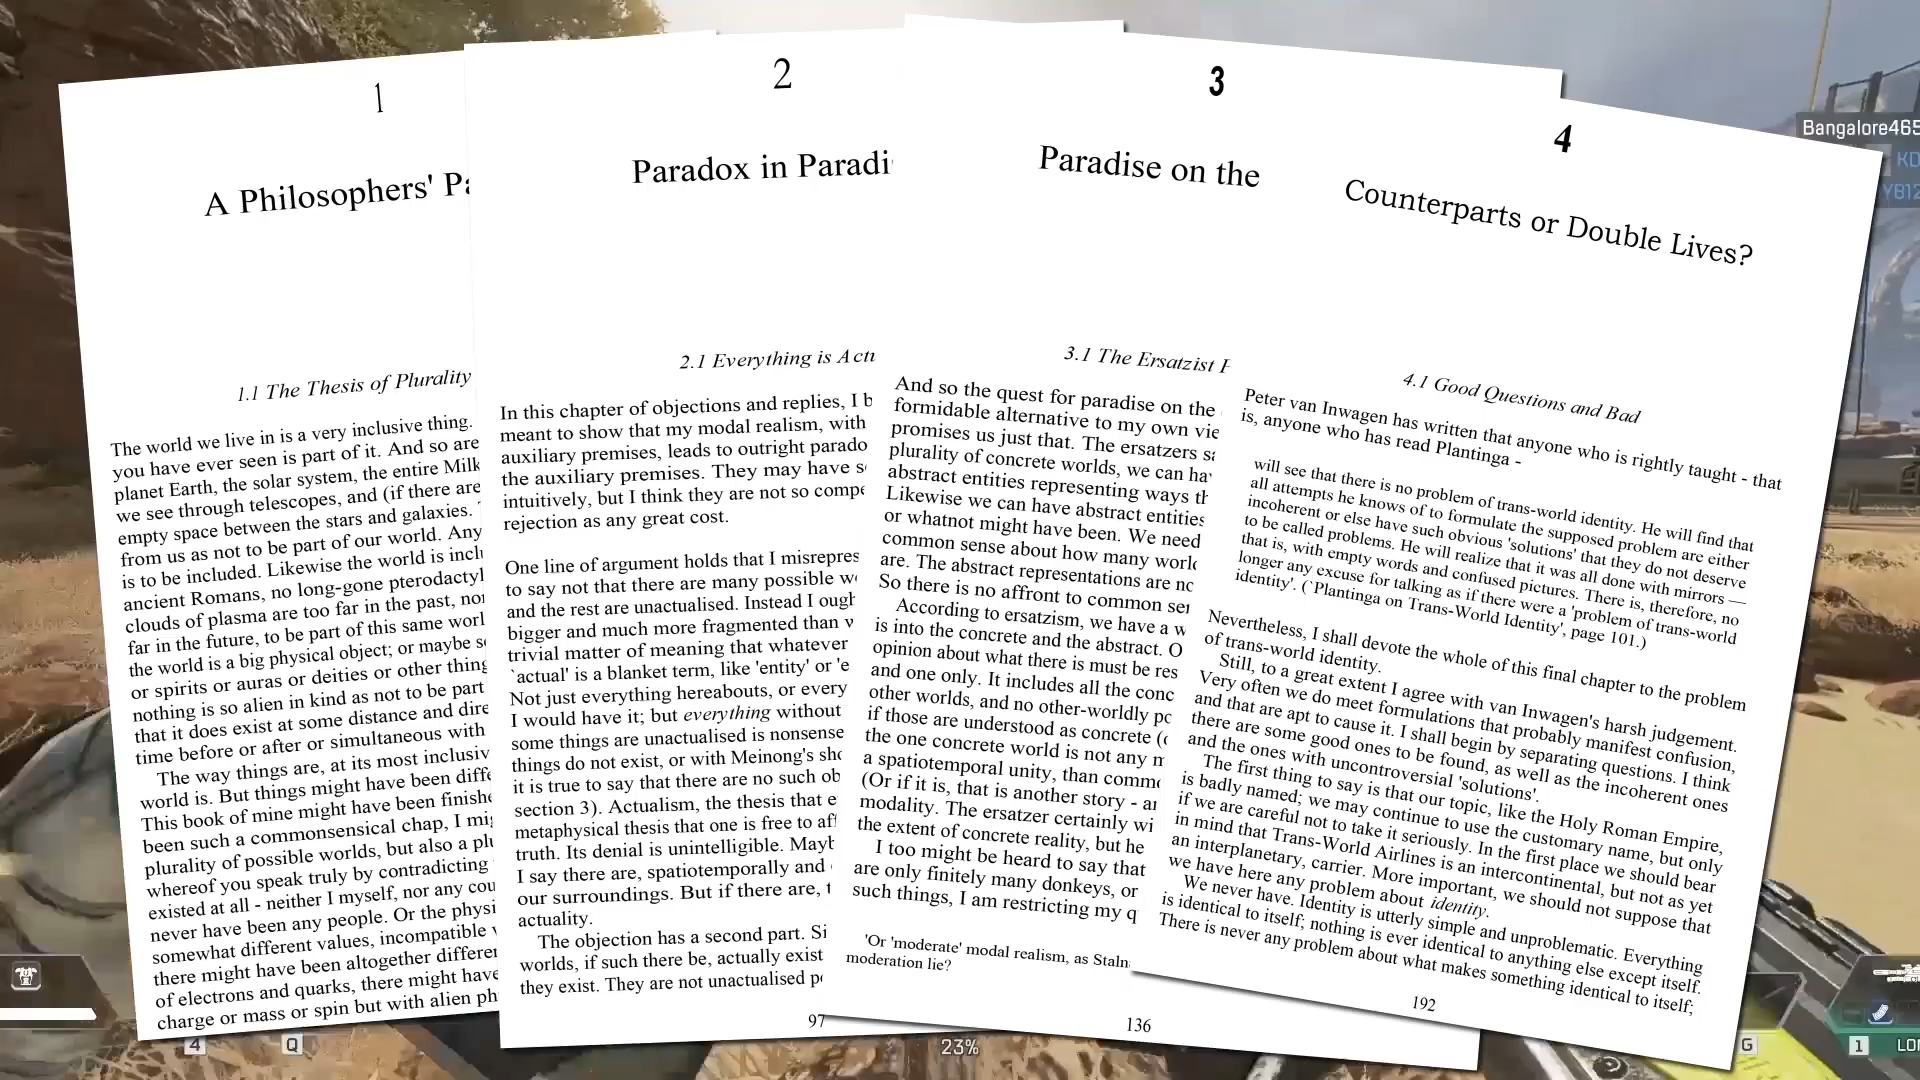 1
A Philosophers' Pa
1.1 The Thesis of Plurality
The world we live in is a very inclusive thing.
you have ever seen is part of it. And so are
planet Earth, the solar system, the entire Milk
we see through telescopes, and (if there are
empty space between the stars and galaxies.
from us as not to be part of our world. Any
is to be included. Likewise the world is incl
ancient Romans, no long-gone pterodactyl
clouds of plasma are too far in the past, nor
far in the future, to be part of this same worl
the world is a big physical object; or maybe s
or spirits or auras or deities or other thing
nothing is so alien in kind as not to be part
that it does exist at some distance and dire
time before or after or simultaneous with
The way things are, at its most inclusiv
world is. But things might have been diffe
This book of mine might have been finishe
been such a commonsensical chap, I mig
plurality of possible worlds, but also a plu
whereof you speak truly by contradicting
existed at all - neither I myself, nor any cou
never have been any people. Or the physi
somewhat different values, incompatible v
there might have been altogether differen
of electrons and quarks, there might have
charge or mass or spin but with alien ph
2
Paradox in Paradi
2.1 Everything is Actu
In this chapter of objections and replies, I b
meant to show that my modal realism, with
auxiliary premises, leads to outright parado
the auxiliary premises. They may have s
intuitively, but I think they are not so compe
rejection as any great cost.
One line of argument holds that I misrepres
to say not that there are many possible wo
and the rest are unactualised. Instead I ough
bigger and much more fragmented than w
trivial matter of meaning that whatever
`actual' is a blanket term, like 'entity' or 'e
Not just everything hereabouts, or every
I would have it; but everything without
some things are unactualised is nonsense
things do not exist, or with Meinong's sho
it is true to say that there are no such ob
section 3). Actualism, the thesis that e
metaphysical thesis that one is free to aff
truth. Its denial is unintelligible. Mayb
I say there are, spatiotemporally and
our surroundings. But if there are, t
actuality.
The objection has a second part. Si
worlds, if such there be, actually exist
they exist. They are not unactualised po
97
3
Paradise on the
3.1 The Ersatzist P
And so the quest for paradise on the
formidable alternative to my own vie
promises us just that. The ersatzers sa
plurality of concrete worlds, we can hav
abstract entities representing ways th
Likewise we can have abstract entities
or whatnot might have been. We need
common sense about how many worl
are. The abstract representations are no
So there is no affront to common sen
According to ersatzism, we have a w
is into the concrete and the abstract. O
opinion about what there is must be res
and one only. It includes all the conc
other worlds, and no other-worldly po
if those are understood as concrete (
the one concrete world is not any m
a spatiotemporal unity, than comm
(Or if it is, that is another story - an
modality. The ersatzer certainly wi
the extent of concrete reality, but he
I too might be heard to say that
are only finitely many donkeys, or
such things, I am restricting my q
'Or 'moderate' modal realism, as Staln
moderation lie?
136
4
Counterparts or Double Lives?
4.1 Good Questions and Bad
Peter van Inwagen has written that anyone who is rightly taught - that
is, anyone who has read Plantinga -
will see that there is no problem of trans-world identity. He will find that
all attempts he knows of to formulate the supposed problem are either
incoherent or else have such obvious 'solutions' that they do not deserve
to be called problems. He will realize that it was all done with mirrors —
that is, with empty words and confused pictures. There is, therefore, no
longer any excuse for talking as if there were a 'problem of trans-world
identity'. (`Plantinga on Trans-World Identity', page 101.)
Nevertheless, I shall devote the whole of this final chapter to the problem
of trans-world identity.
Still, to a great extent I agree with van Inwagen's harsh judgement.
Very often we do meet formulations that probably manifest confusion,
and that are apt to cause it. I shall begin by separating questions. I think
there are some good ones to be found, as well as the incoherent ones
and the ones with uncontroversial 'solutions'.
The first thing to say is that our topic, like the Holy Roman Empire,
is badly named; we may continue to use the customary name, but only
if we are careful not to take it seriously. In the first place we should bear
in mind that Trans-World Airlines is an intercontinental, but not as yet
an interplanetary, carrier. More important, we should not suppose that
we have here any problem about identity.
We never have. Identity is utterly simple and unproblematic. Everything
is identical to itself; nothing is ever identical to anything else except itself.
There is never any problem about what makes something identical to itself;
192
Bangalore465
KD
YB12
4
Q
23%
G
1
LO